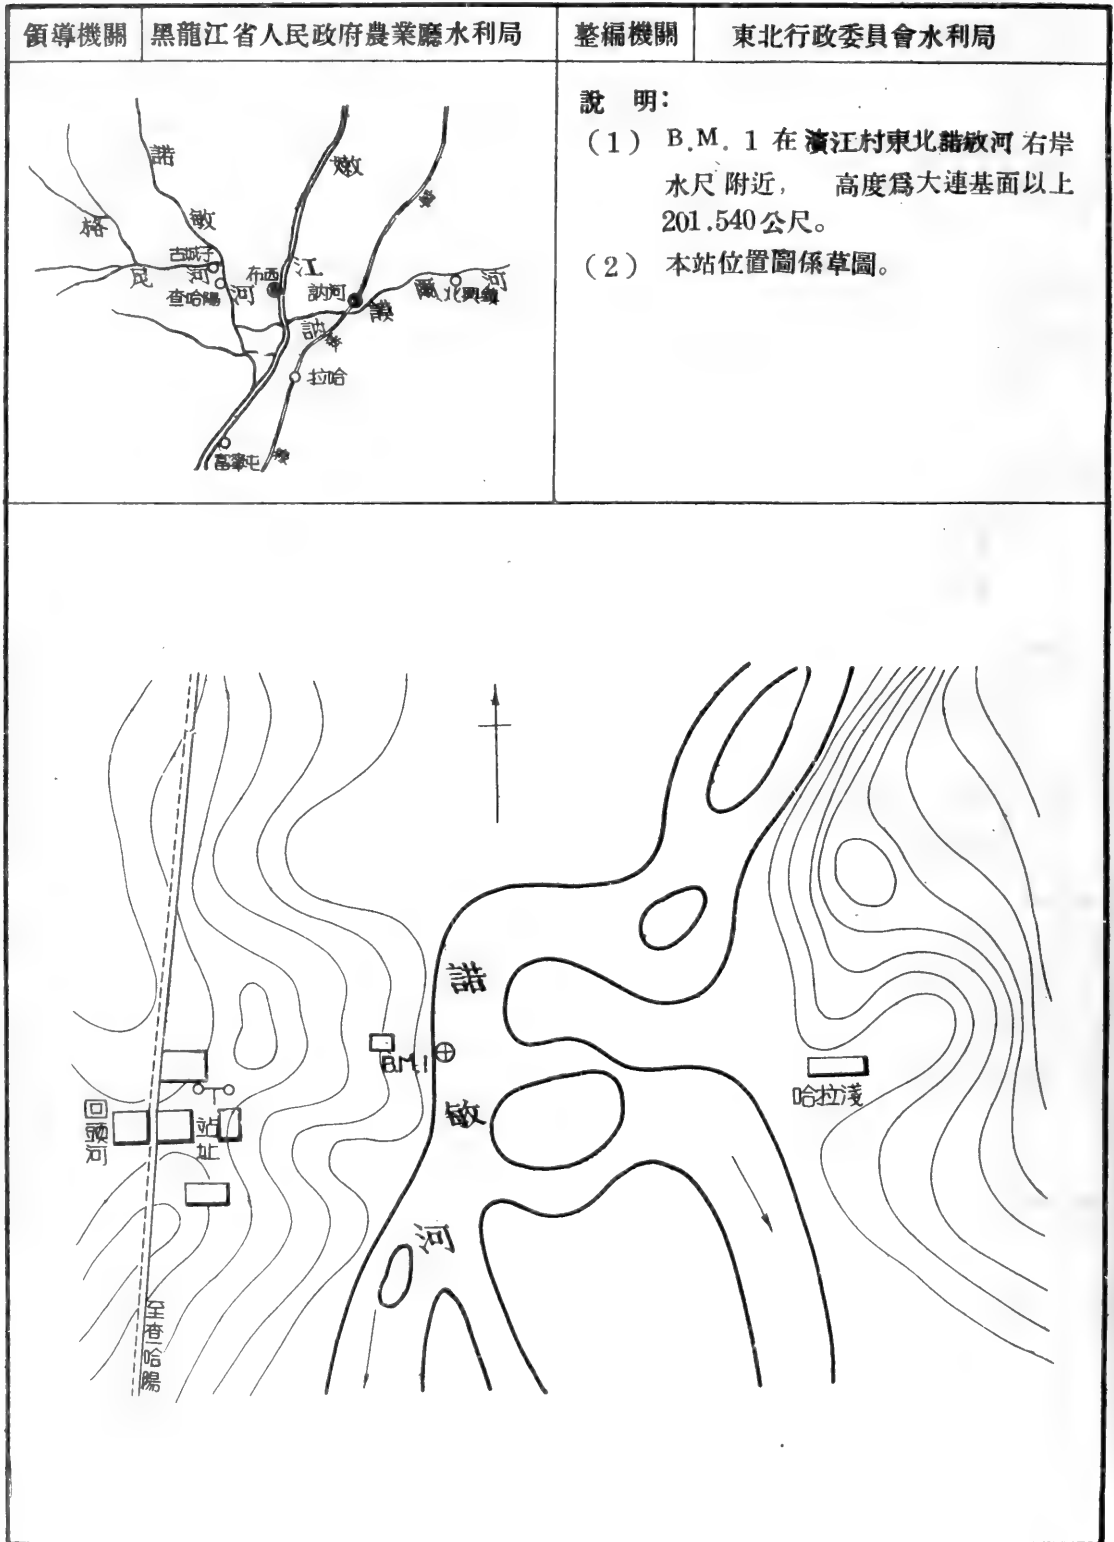 領導機關 黑龍江省人民政府農業廳水利局 整編機關 東北行政委員會水利局
說 明：
(1) B.M. 1 在濱江村東北諾敏河右岸
水尺附近， 高度爲大連基面以上
201.540公尺。
(2) 本站位置圖係草圖。
諾敏河
嫩江
格尼河
古城子
查哈陽
布西
訥河
訥謨爾河
北興鎮
拉哈
富寧屯
諾敏河
B.M.1
回頭河
站址
哈拉淺
至查哈陽